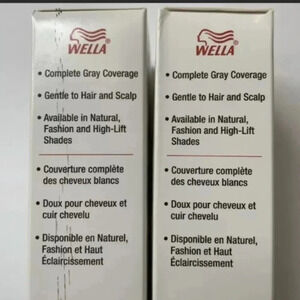 WELLA
• Complete Gray Coverage
• Gentle to Hair and Scalp
• Available in Natural,
Fashion and High-Lift
Shades
• Couverture complète
des cheveux blancs
• Doux pour cheveux et
cuir chevelu
• Disponible en Naturel,
Fashion et Haut
Éclaircissement
WELLA
• Complete Gray Coverage
• Gentle to Hair and Scalp
• Available in Natural,
Fashion and High-Lift
Shades
• Couverture complète
des cheveux blancs
• Doux pour cheveux et
cuir chevelu
• Disponible en Naturel,
Fashion et Haut
Éclaircissement